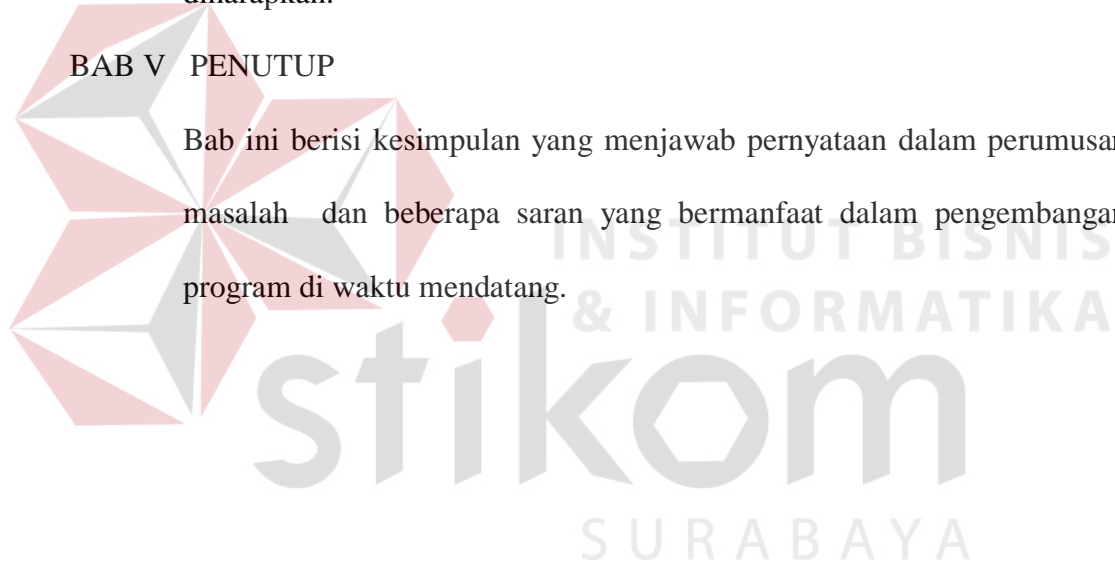 diharapkan.
BAB V PENUTUP
Bab ini berisi kesimpulan yang menjawab pernyataan dalam perumusan
masalah dan beberapa saran yang bermanfaat dalam pengembangan
program di waktu mendatang.
INSTITUT BISNIS
& INFORMATIKA
stikom
SURABAYA